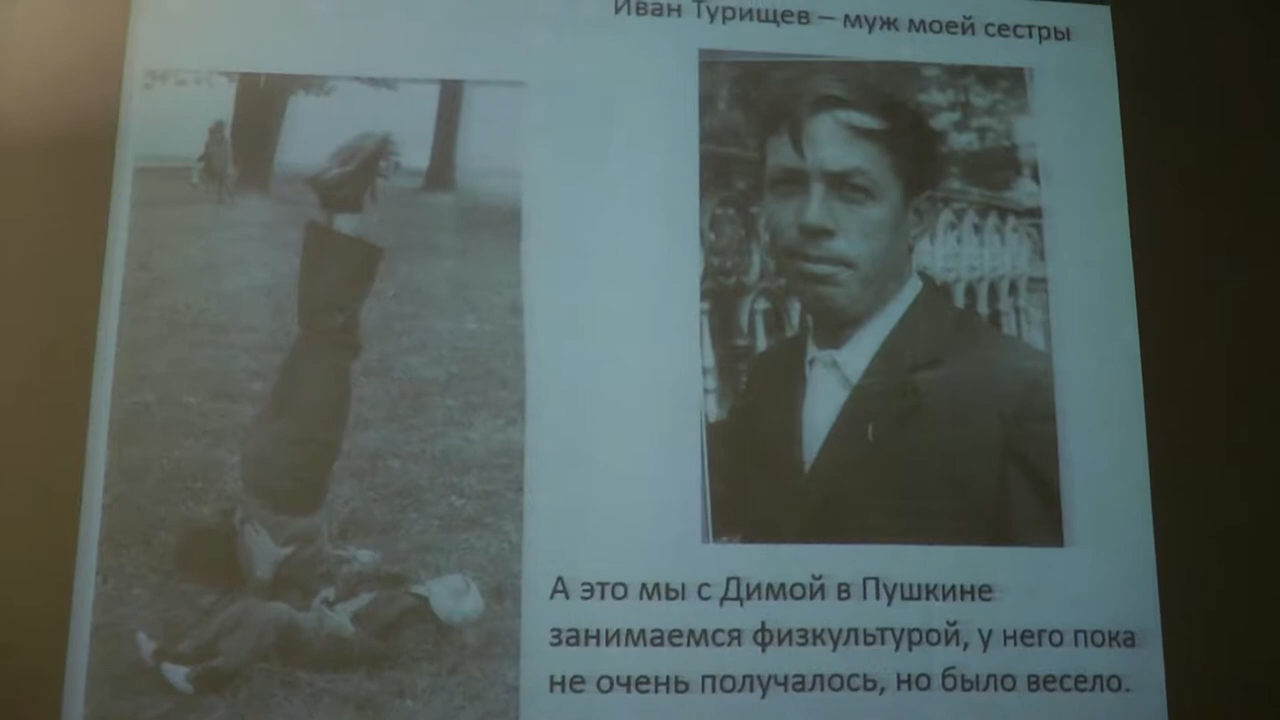 Иван Турищев – муж моей сестры
А это мы с Димой в Пушкине
занимаемся физкультурой, у него пока
не очень получалось, но было весело.